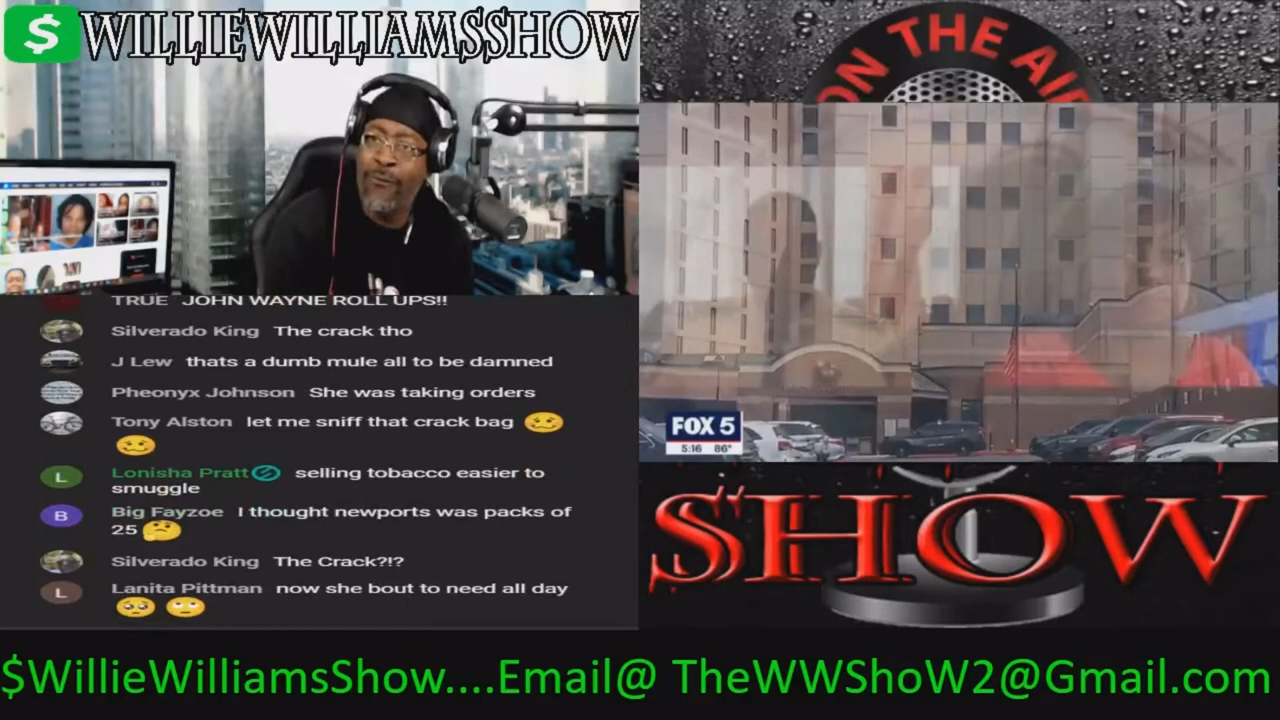 $ WILLIEWILLIAMSSHOW
ON THE AIR
TRUE JOHN WAYNE ROLL UPS!!
Silverado King The crack tho
J Lew thats a dumb mule all to be damned
Pheonyx Johnson She was taking orders
Tony Alston let me sniff that crack bag 🥴
🥴
L Lonisha Pratt selling tobacco easier to
smuggle
B Big Fayzoe I thought newports was packs of
25 🤔
Silverado King The Crack?!?
L Lanita Pittman now she bout to need all day
🥺 🙄
FOX 5
5:16 86°
SHOW
$WillieWilliamsShow....Email@ TheWWShoW2@Gmail.com